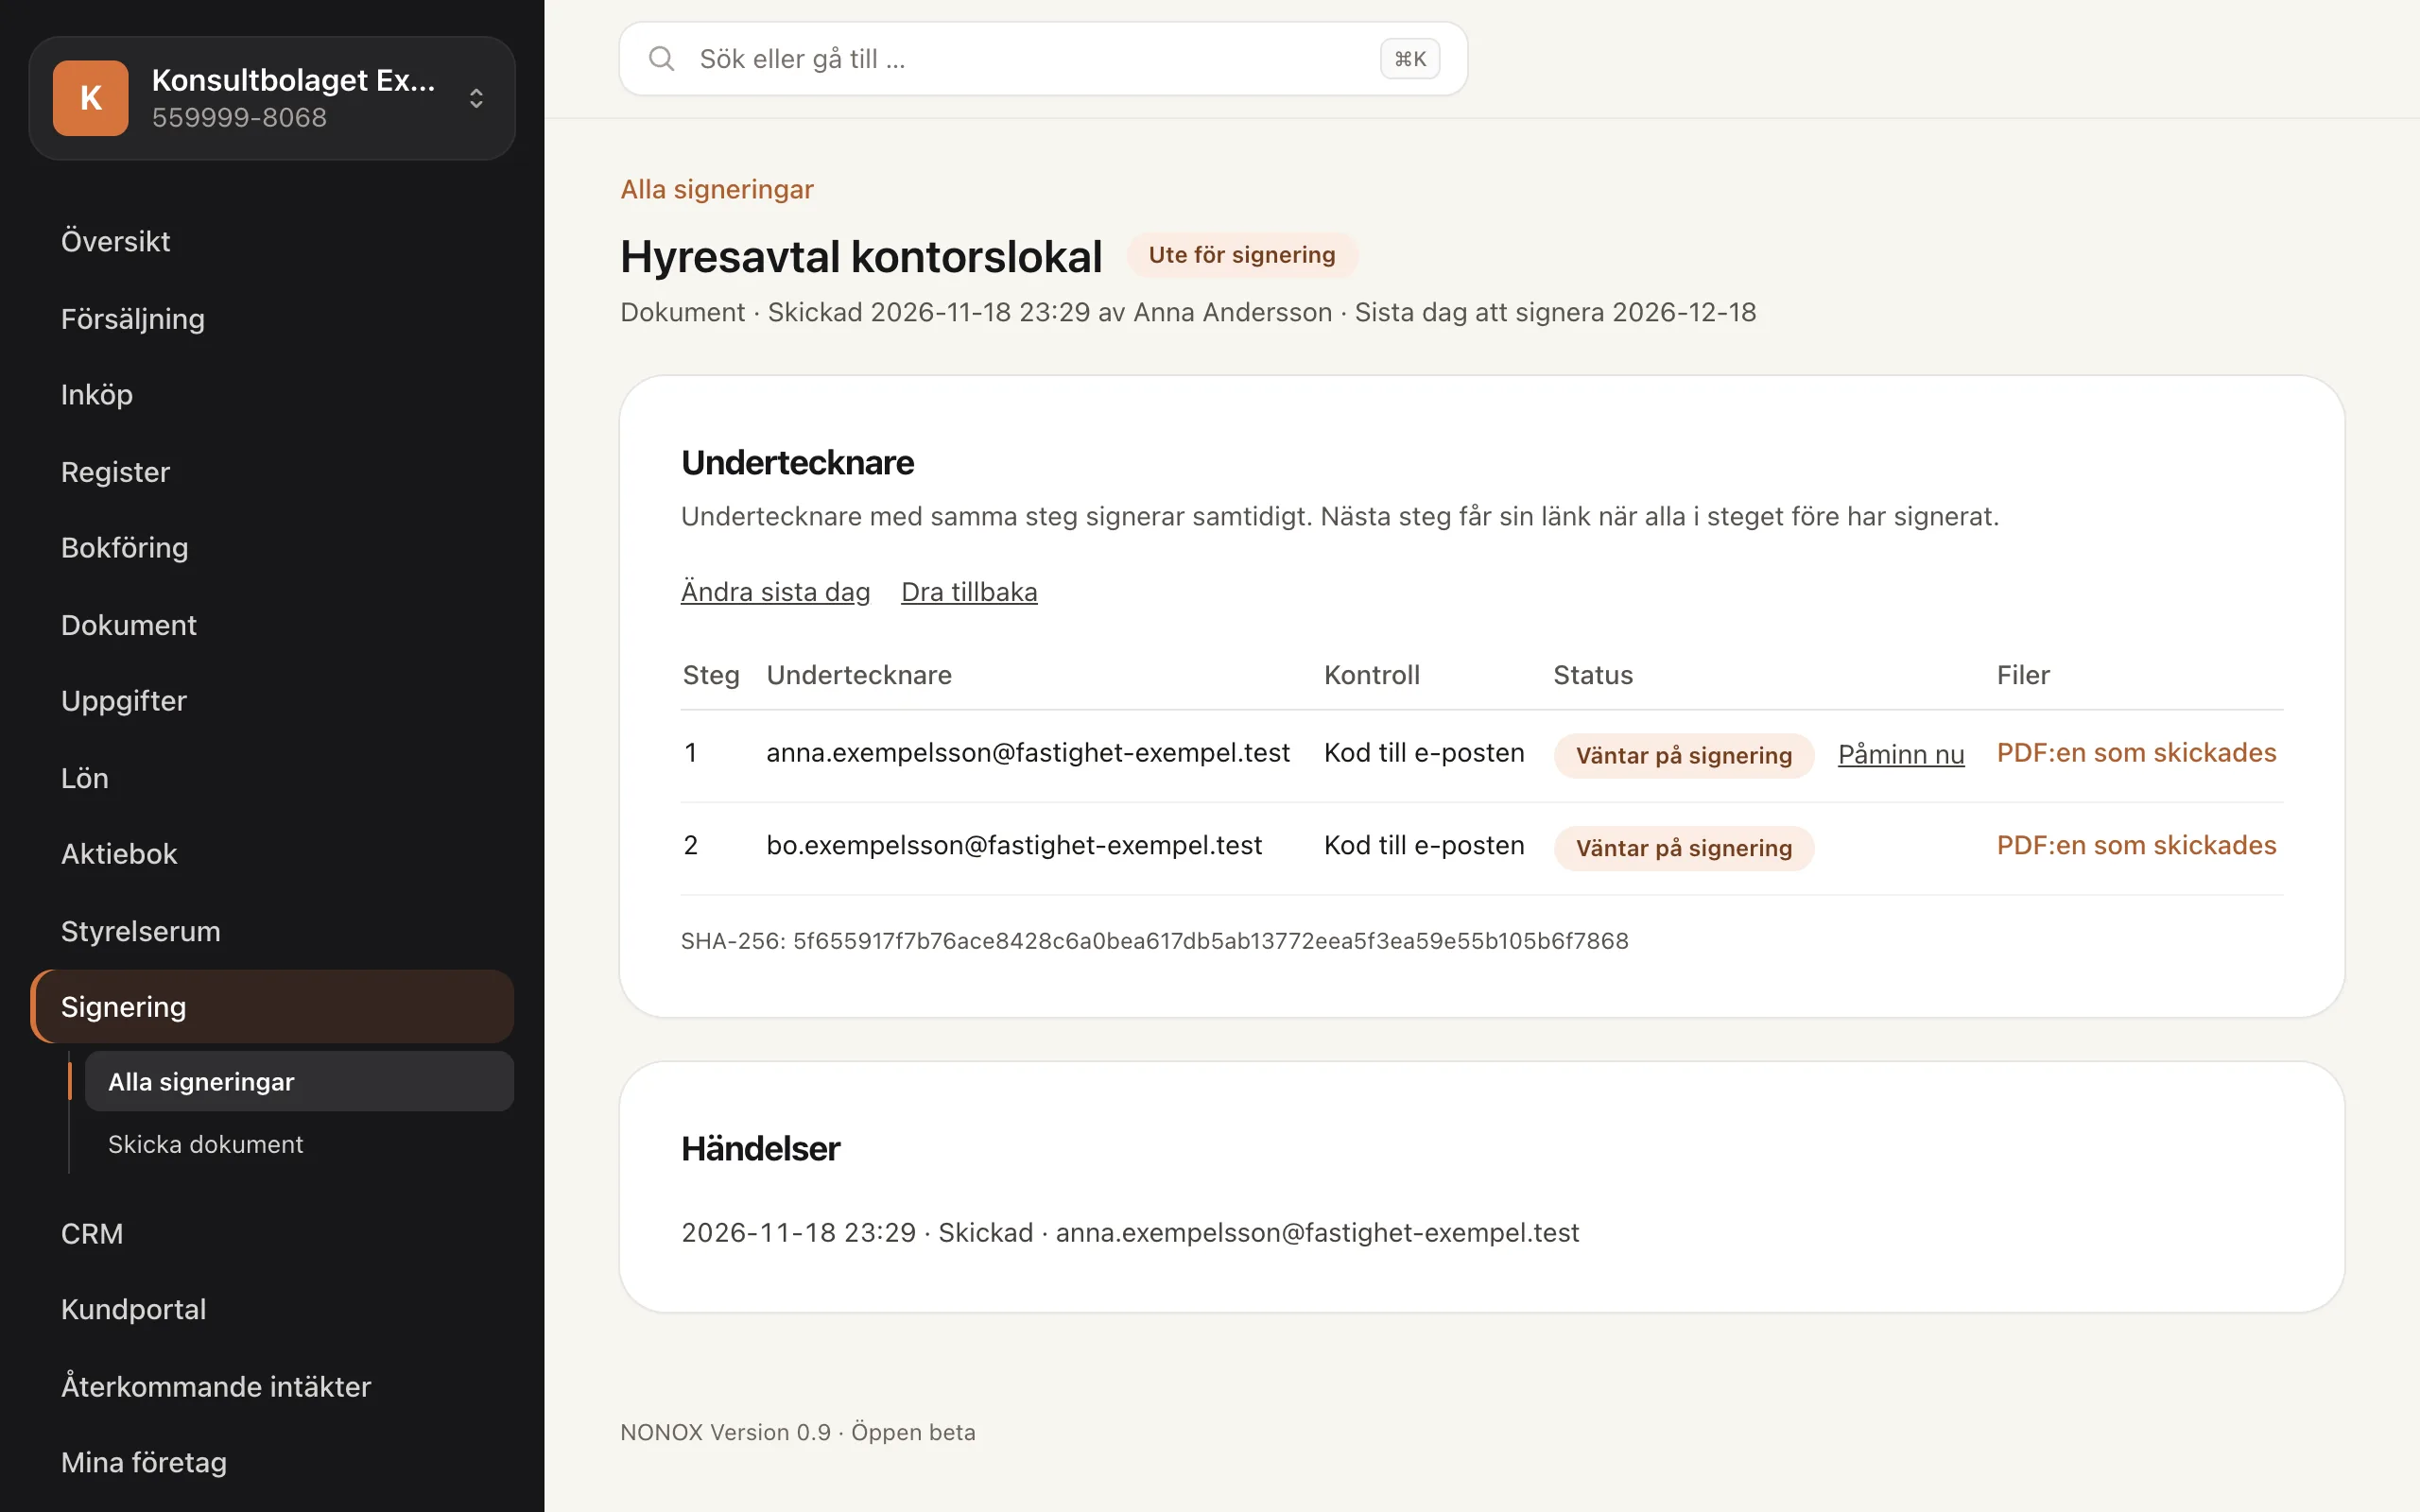 K
Konsultbolaget Ex...
559999-8068
Översikt
Försäljning
Inköp
Register
Bokföring
Dokument
Uppgifter
Lön
Aktiebok
Styrelserum
Signering
Alla signeringar
Skicka dokument
CRM
Kundportal
Återkommande intäkter
Mina företag
Sök eller gå till ...
⌘K
Alla signeringar
Hyresavtal kontorslokal Ute för signering
Dokument · Skickad 2026-11-18 23:29 av Anna Andersson · Sista dag att signera 2026-12-18
Undertecknare
Undertecknare med samma steg signerar samtidigt. Nästa steg får sin länk när alla i steget före har signerat.
Ändra sista dag Dra tillbaka
Steg Undertecknare Kontroll Status Filer
1 anna.exempelsson@fastighet-exempel.test Kod till e-posten Väntar på signering Påminn nu PDF:en som skickades
2 bo.exempelsson@fastighet-exempel.test Kod till e-posten Väntar på signering PDF:en som skickades
SHA-256: 5f655917f7b76ace8428c6a0bea617db5ab13772eea5f3ea59e55b105b6f7868
Händelser
2026-11-18 23:29 · Skickad · anna.exempelsson@fastighet-exempel.test
NONOX Version 0.9 · Öppen beta